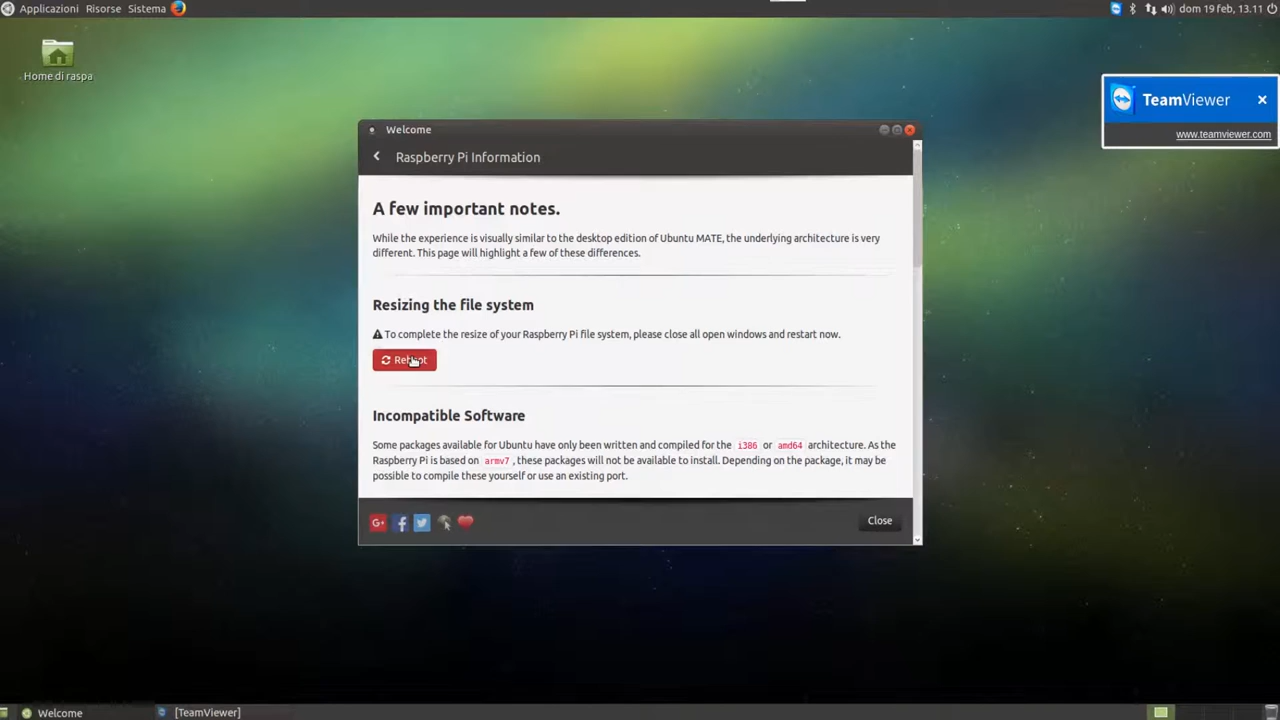 Applicazioni Risorse Sistema
dom 19 feb, 13.11
Home di raspa
TeamViewer
www.teamviewer.com
Welcome
Raspberry Pi Information
A few important notes.
While the experience is visually similar to the desktop edition of Ubuntu MATE, the underlying architecture is very
different. This page will highlight a few of these differences.
Resizing the file system
To complete the resize of your Raspberry Pi file system, please close all open windows and restart now.
Reboot
Incompatible Software
Some packages available for Ubuntu have only been written and compiled for the i386 or amd64 architecture. As the
Raspberry Pi is based on armv7, these packages will not be available to install. Depending on the package, it may be
possible to compile these yourself or use an existing port.
G+ f
Close
Welcome
[TeamViewer]